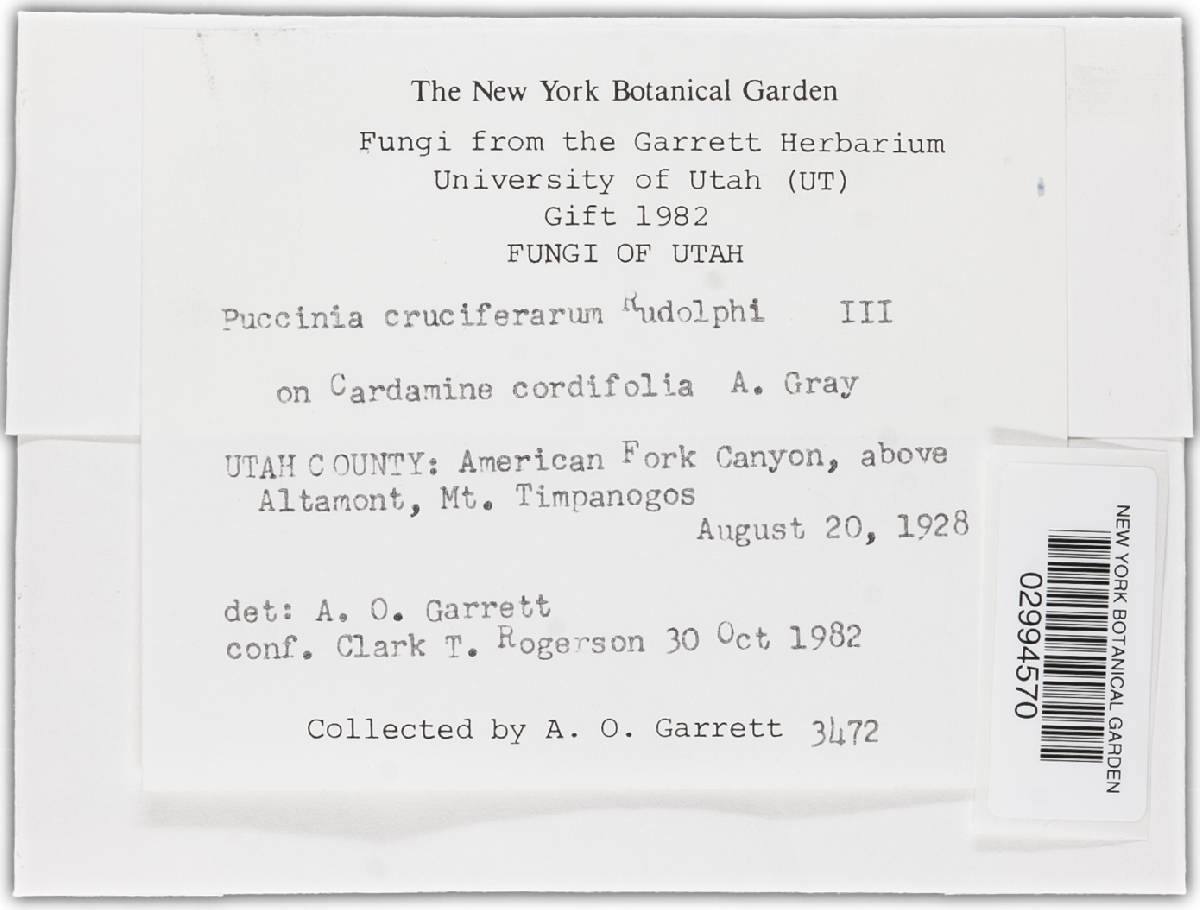 The New York Botanical Garden
Fungi from the Garrett Herbarium
University of Utah (UT)
Gift 1982
FUNGI OF UTAH
Puccinia cruciferarum Rudolphi III
on Cardamine cordifolia A. Gray
UTAH COUNTY: American Fork Canyon, above
Altamont, Mt. Timpanogos
August 20, 1928
det: A. O. Garrett
conf. Clark T. Rogerson 30 Oct 1982
Collected by A. O. Garrett 3472
NEW YORK BOTANICAL GARDEN
02994570